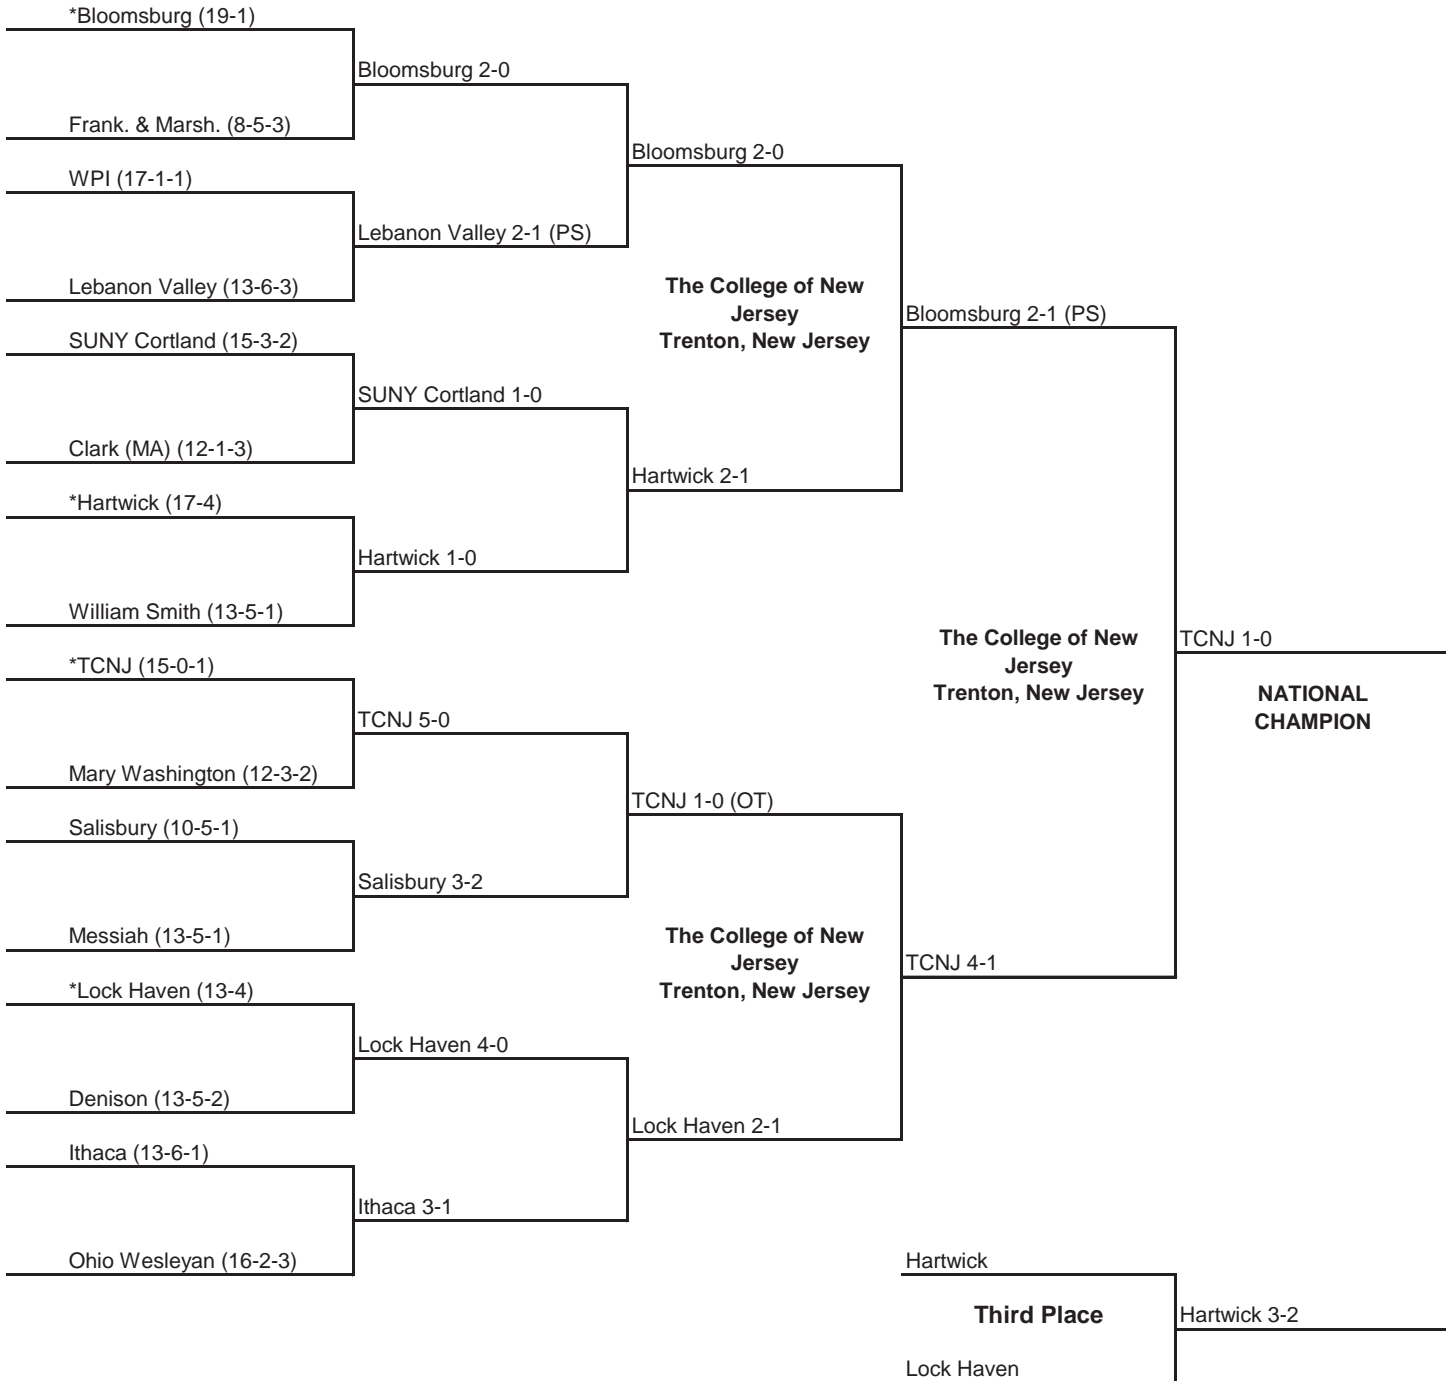 *Bloomsburg (19-1)
Bloomsburg 2-0
Frank. & Marsh. (8-5-3)
Bloomsburg 2-0
WPI (17-1-1)
Lebanon Valley 2-1 (PS)
Lebanon Valley (13-6-3)
The College of New
Jersey
Trenton, New Jersey
Bloomsburg 2-1 (PS)
SUNY Cortland (15-3-2)
SUNY Cortland 1-0
Clark (MA) (12-1-3)
Hartwick 2-1
*Hartwick (17-4)
Hartwick 1-0
William Smith (13-5-1)
The College of New
Jersey
Trenton, New Jersey
TCNJ 1-0
NATIONAL
CHAMPION
*TCNJ (15-0-1)
TCNJ 5-0
Mary Washington (12-3-2)
TCNJ 1-0 (OT)
Salisbury (10-5-1)
Salisbury 3-2
Messiah (13-5-1)
The College of New
Jersey
Trenton, New Jersey
TCNJ 4-1
*Lock Haven (13-4)
Lock Haven 4-0
Denison (13-5-2)
Lock Haven 2-1
Ithaca (13-6-1)
Ithaca 3-1
Ohio Wesleyan (16-2-3)
Hartwick
Third Place
Hartwick 3-2
Lock Haven